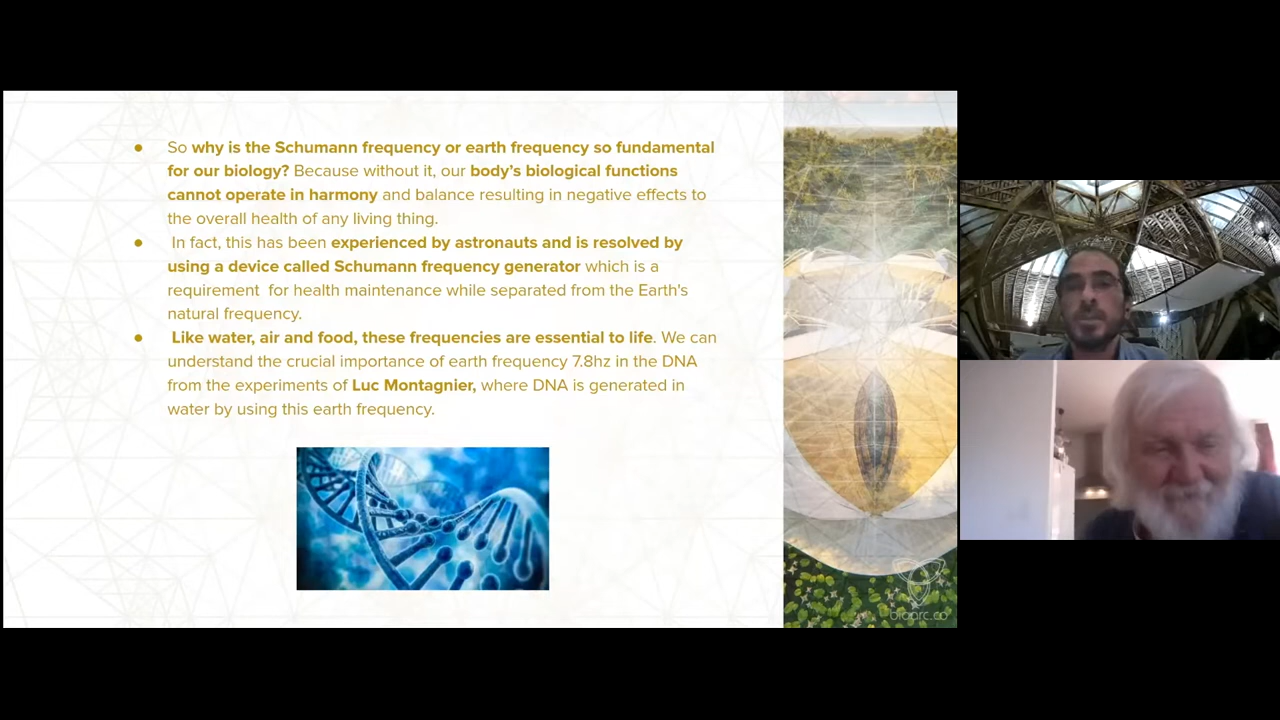 ● So why is the Schumann frequency or earth frequency so fundamental
for our biology? Because without it, our body's biological functions
cannot operate in harmony and balance resulting in negative effects to
the overall health of any living thing.
● In fact, this has been experienced by astronauts and is resolved by
using a device called Schumann frequency generator which is a
requirement for health maintenance while separated from the Earth's
natural frequency.
● Like water, air and food, these frequencies are essential to life. We can
understand the crucial importance of earth frequency 7.8hz in the DNA
from the experiments of Luc Montagnier, where DNA is generated in
water by using this earth frequency.
bioarc.co